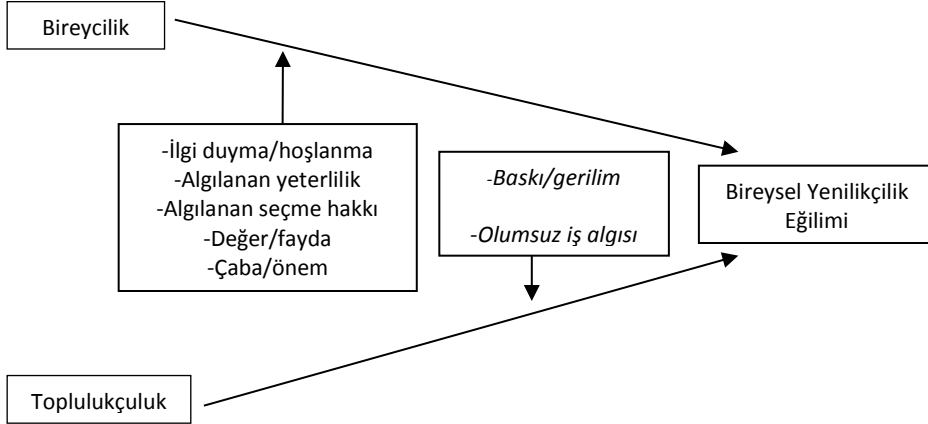 Bireycilik
-İlgi duyma/hoşlanma
-Algılanan yeterlilik
-Algılanan seçme hakkı
-Değer/fayda
-Çaba/önem
-Baskı/gerilim
-Olumsuz iş algısı
Bireysel Yenilikçilik
Eğilimi
Toplulukçuluk